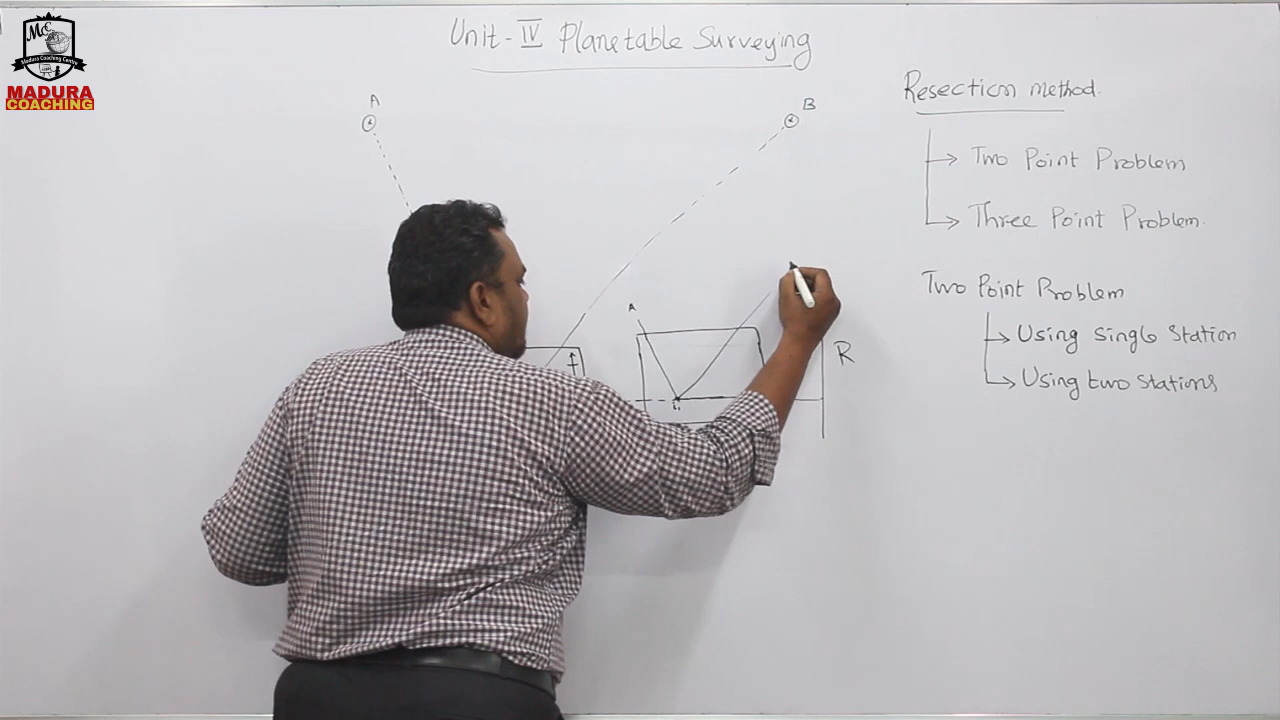 Mc
Madura Coaching Centre
MADURA
COACHING
Unit - IV Planetable Surveying
A
B
A
R
Resection method.
Two Point Problem
Three Point Problem.
Two Point Problem
Using Single Station
Using two Stations